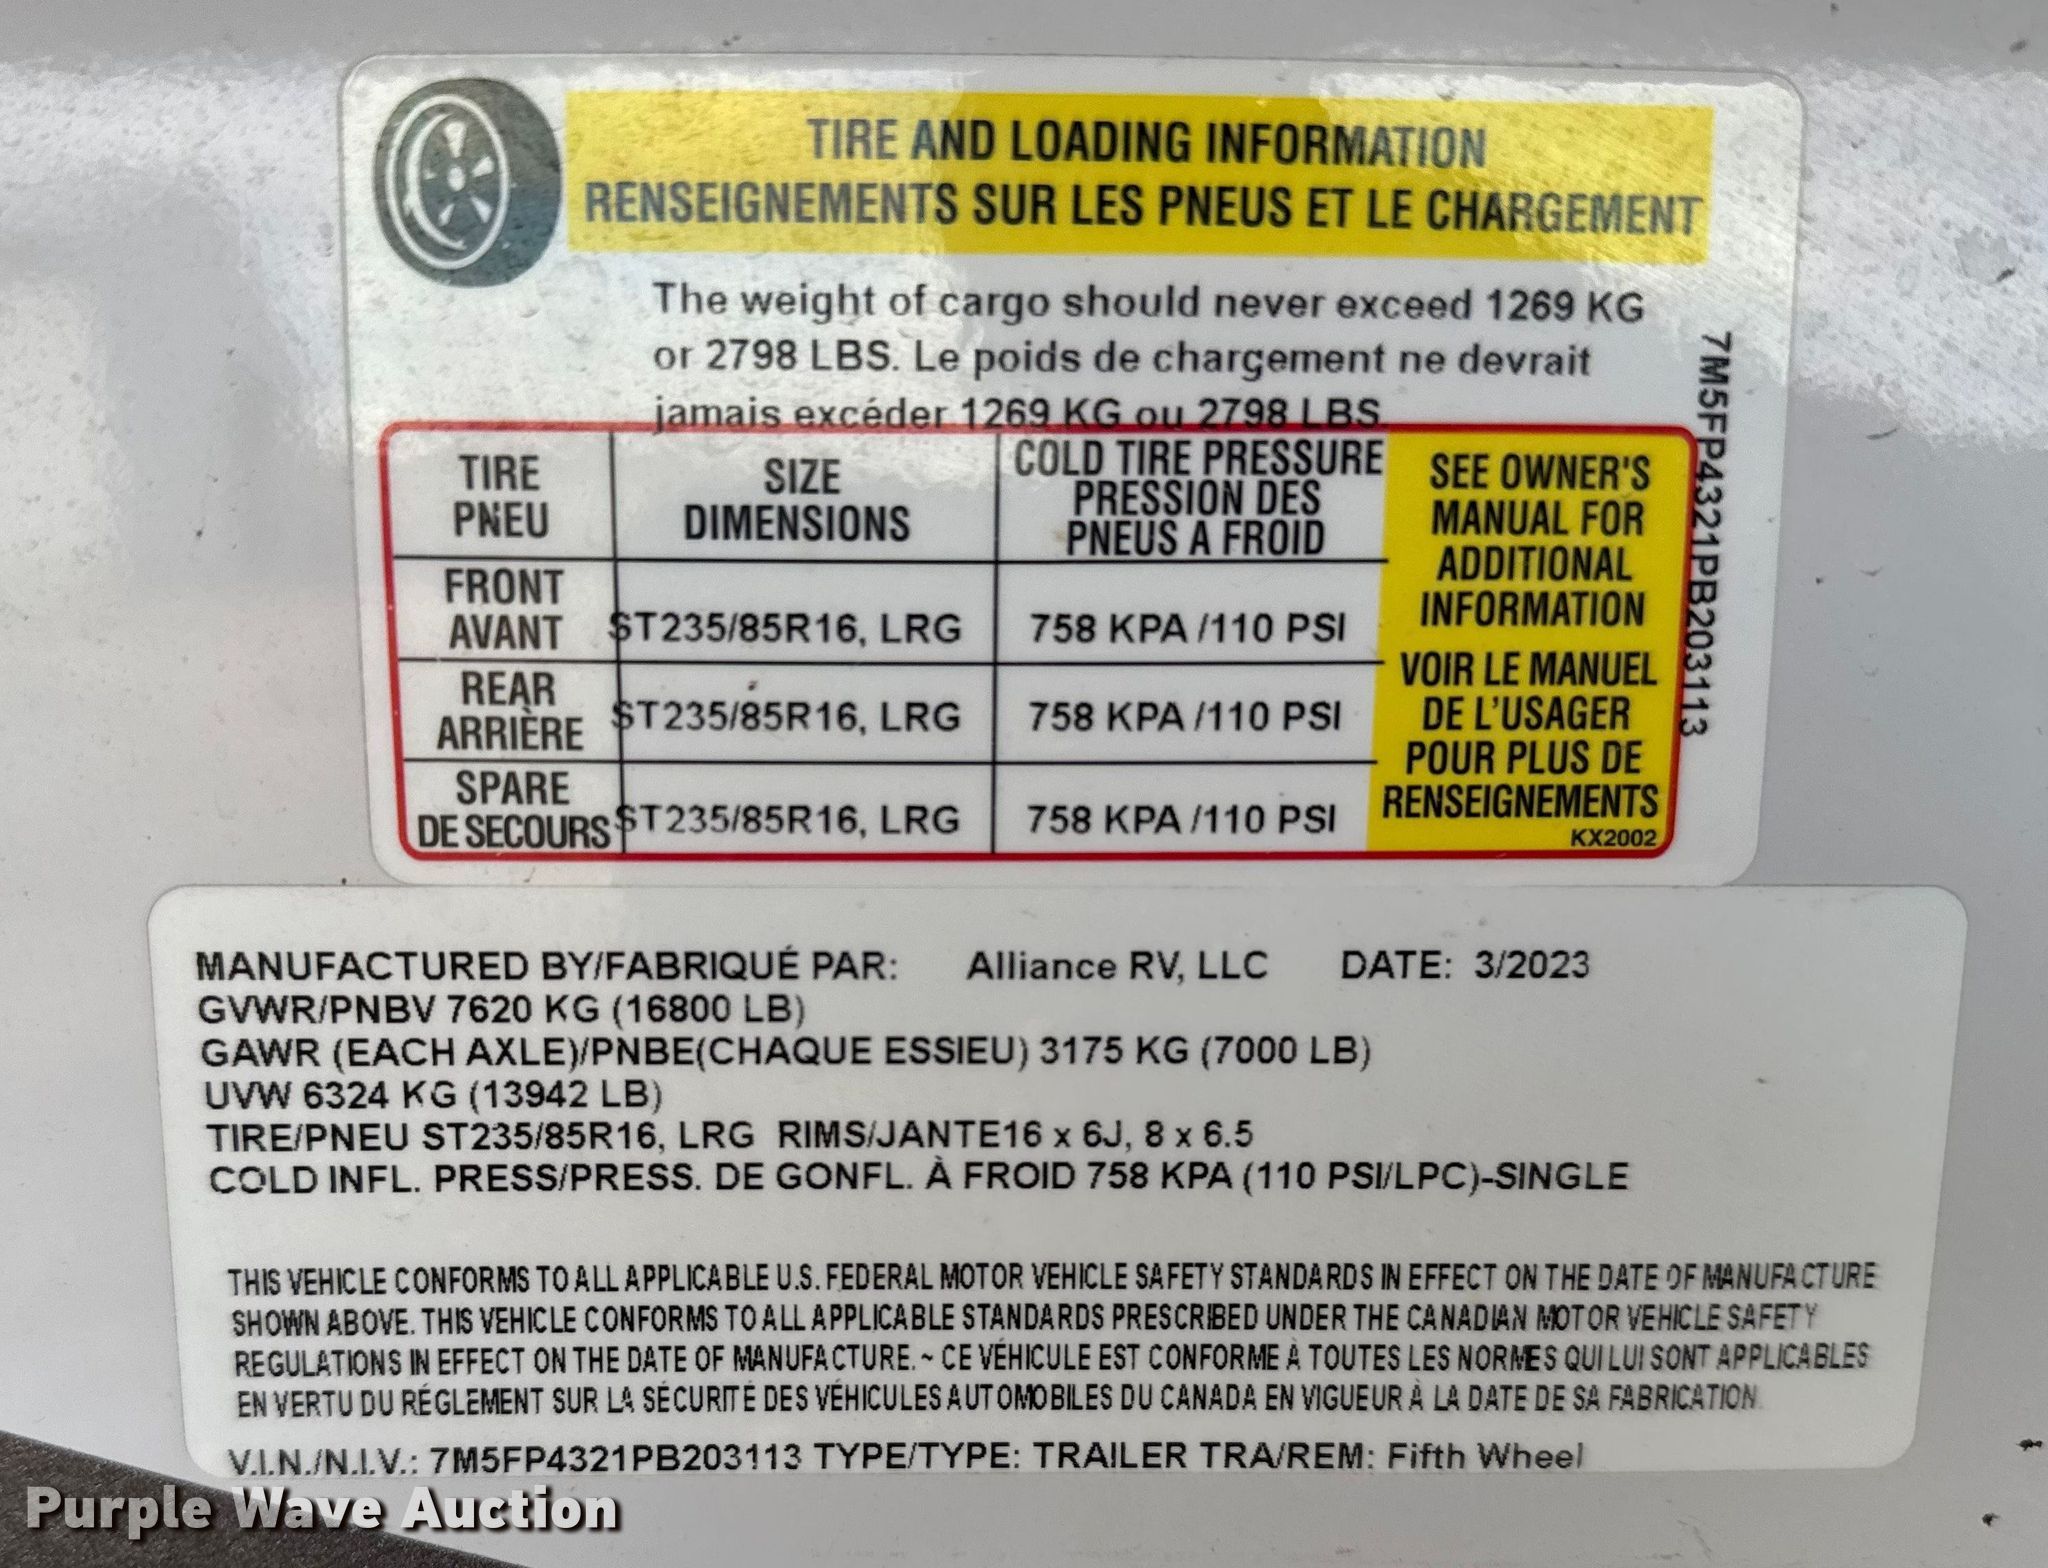 TIRE AND LOADING INFORMATION
RENSEIGNEMENTS SUR LES PNEUS ET LE CHARGEMENT
The weight of cargo should never exceed 1269 KG
or 2798 LBS. Le poids de chargement ne devrait
jamais excéder 1269 KG ou 2798 LBS
TIRE
PNEU
SIZE
DIMENSIONS
COLD TIRE PRESSURE
PRESSION DES
PNEUS A FROID
FRONT
AVANT
ST235/85R16, LRG
758 KPA /110 PSI
REAR
ARRIÈRE
ST235/85R16, LRG
758 KPA /110 PSI
SPARE
DE SECOURS
ST235/85R16, LRG
758 KPA /110 PSI
SEE OWNER'S
MANUAL FOR
ADDITIONAL
INFORMATION
VOIR LE MANUEL
DE L'USAGER
POUR PLUS DE
RENSEIGNEMENTS
KX2002
7M5FP4321PB203113
MANUFACTURED BY/FABRIQUÉ PAR: Alliance RV, LLC DATE: 3/2023
GVWR/PNBV 7620 KG (16800 LB)
GAWR (EACH AXLE)/PNBE(CHAQUE ESSIEU) 3175 KG (7000 LB)
UVW 6324 KG (13942 LB)
TIRE/PNEU ST235/85R16, LRG RIMS/JANTE16 x 6J, 8 x 6.5
COLD INFL. PRESS/PRESS. DE GONFL. À FROID 758 KPA (110 PSI/LPC)-SINGLE
THIS VEHICLE CONFORMS TO ALL APPLICABLE U.S. FEDERAL MOTOR VEHICLE SAFETY STANDARDS IN EFFECT ON THE DATE OF MANUFACTURE
SHOWN ABOVE. THIS VEHICLE CONFORMS TO ALL APPLICABLE STANDARDS PRESCRIBED UNDER THE CANADIAN MOTOR VEHICLE SAFETY
REGULATIONS IN EFFECT ON THE DATE OF MANUFACTURE. ~ CE VÉHICULE EST CONFORME À TOUTES LES NORMES QUI LUI SONT APPLICABLES
EN VERTU DU RÉGLEMENT SUR LA SÉCURITÉ DES VÉHICULES AUTOMOBILES DU CANADA EN VIGUEUR À LA DATE DE SA FABRICATION
V.I.N./N.I.V.: 7M5FP4321PB203113 TYPE/TYPE: TRAILER TRA/REM: Fifth Wheel
Purple Wave Auction